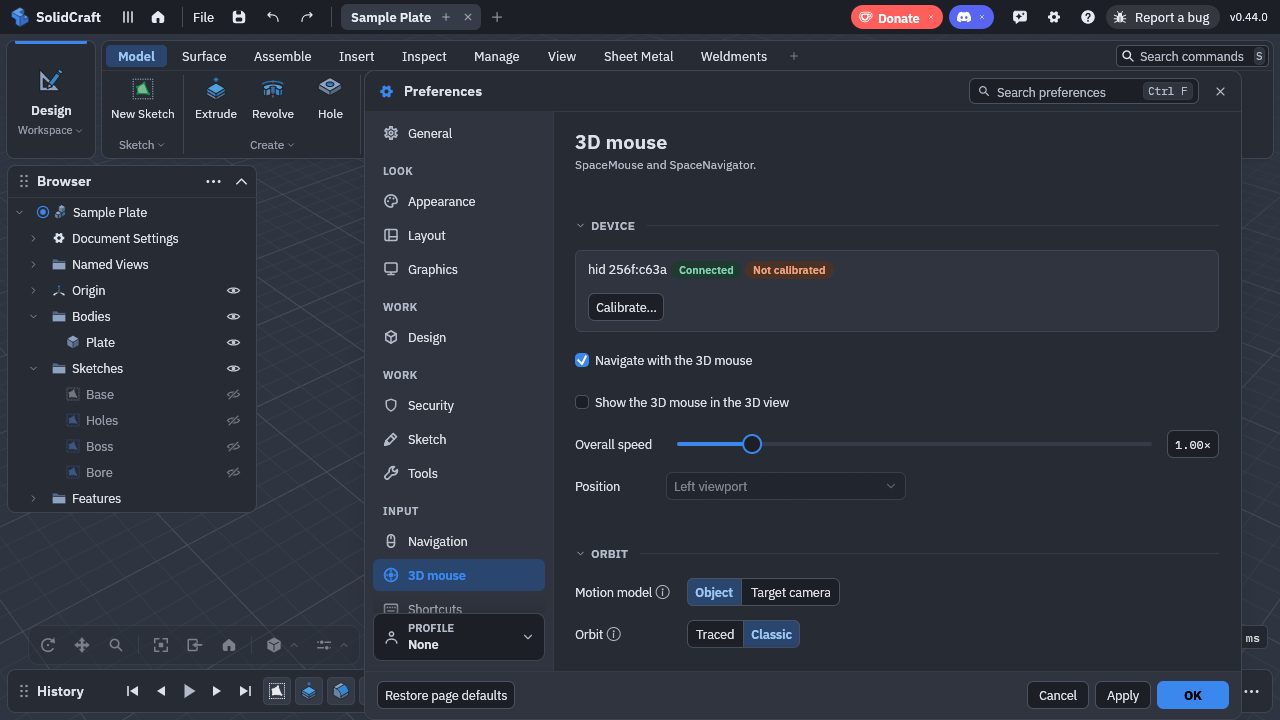 SolidCraft
File
Sample Plate
Donate
Report a bug
v0.44.0
Design
Workspace
Model
Surface
Assemble
Insert
Inspect
Manage
View
Sheet Metal
Weldments
Search commands
S
New Sketch
Extrude
Revolve
Hole
Sketch
Create
Browser
Sample Plate
Document Settings
Named Views
Origin
Bodies
Plate
Sketches
Base
Holes
Boss
Bore
Features
Preferences
Search preferences
Ctrl F
General
LOOK
Appearance
Layout
Graphics
WORK
Design
WORK
Security
Sketch
Tools
INPUT
Navigation
3D mouse
Shortcuts
PROFILE
None
3D mouse
SpaceMouse and SpaceNavigator.
DEVICE
hid 256f:c63a
Connected
Not calibrated
Calibrate...
Navigate with the 3D mouse
Show the 3D mouse in the 3D view
Overall speed
1.00×
Position
Left viewport
ORBIT
Motion model
Object
Target camera
Orbit
Traced
Classic
ms
History
Restore page defaults
Cancel
Apply
OK